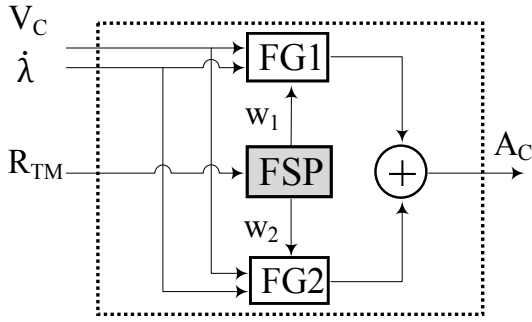 V_C
λ̇
FG1
w_1
R_TM
FSP
+
A_C
w_2
FG2